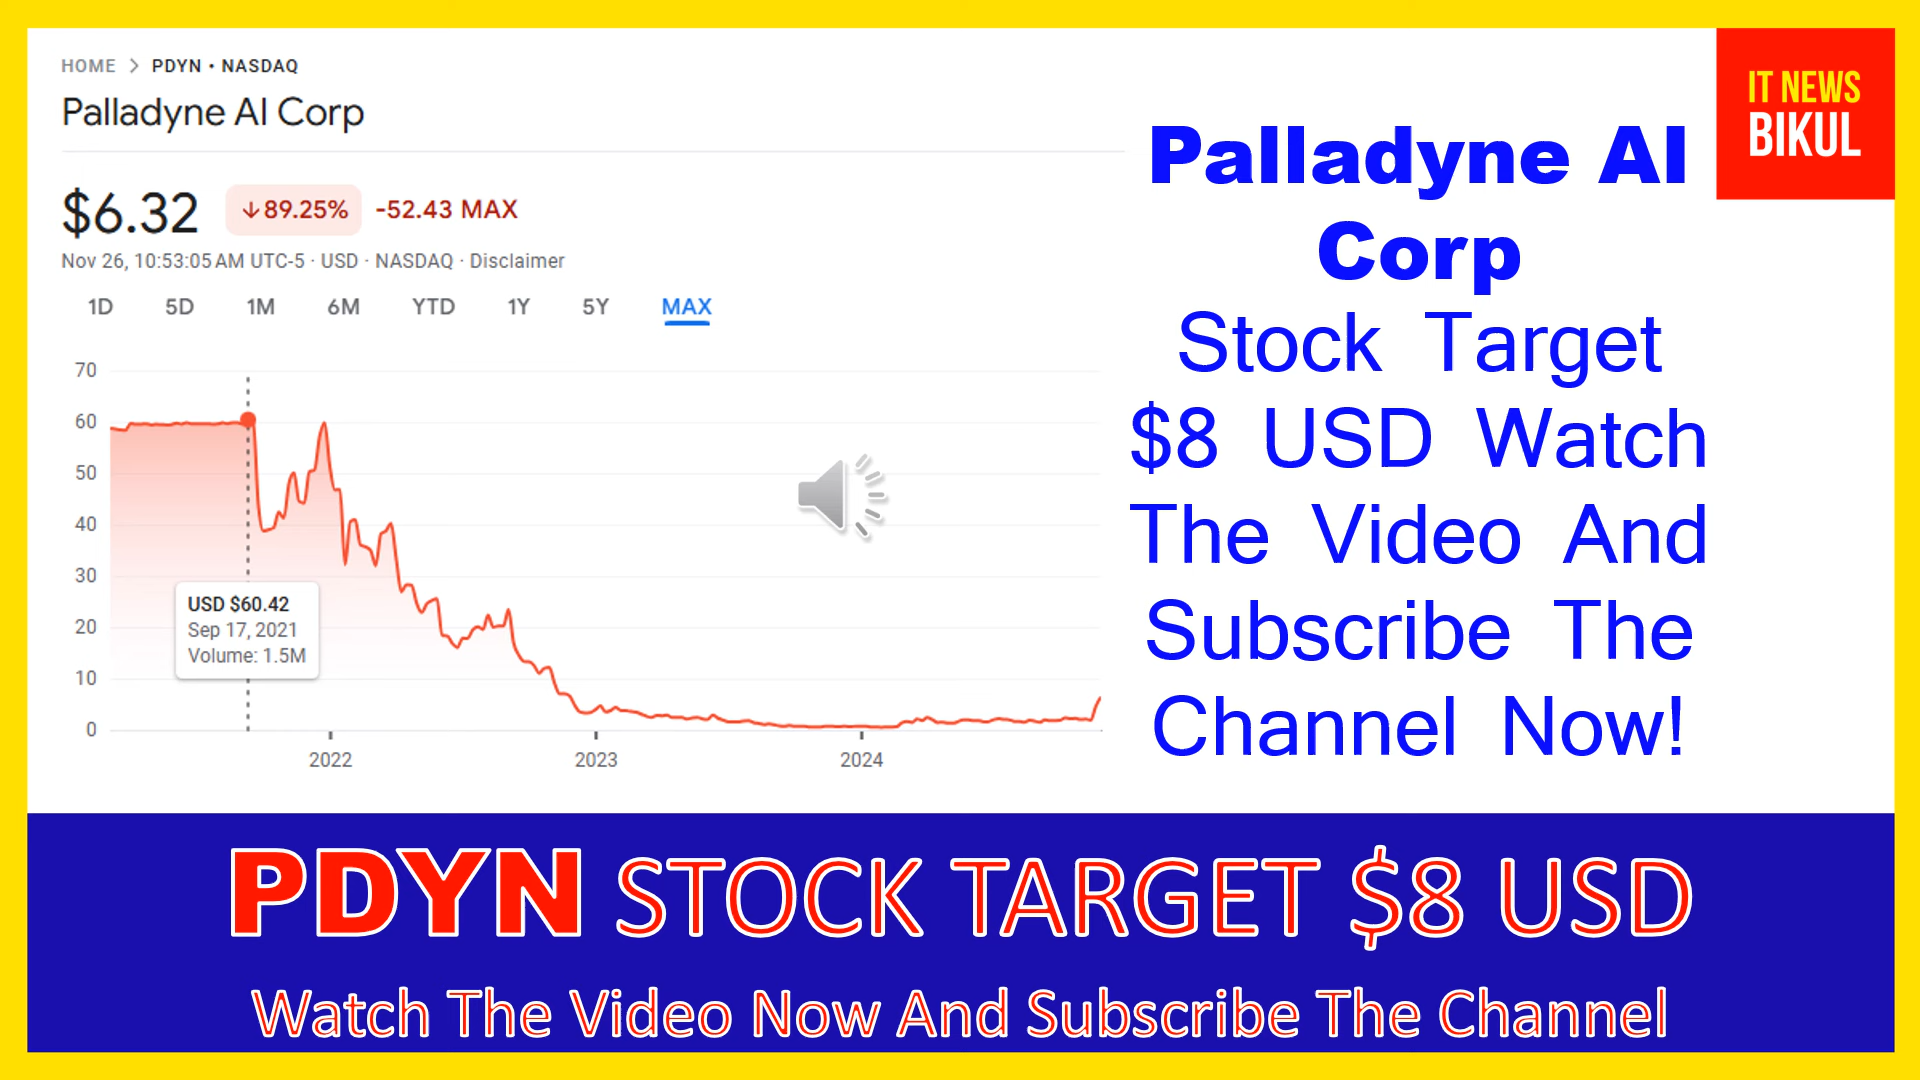 HOME > PDYN • NASDAQ
Palladyne AI Corp
$6.32 ↓89.25% -52.43 MAX
Nov 26, 10:53:05 AM UTC-5 · USD · NASDAQ · Disclaimer
1D 5D 1M 6M YTD 1Y 5Y MAX
70
60
50
40
30
20
10
0
USD $60.42
Sep 17, 2021
Volume: 1.5M
2022 2023 2024
IT NEWS
BIKUL
Palladyne AI
Corp
Stock Target
$8 USD Watch
The Video And
Subscribe The
Channel Now!
PDYN STOCK TARGET $8 USD
Watch The Video Now And Subscribe The Channel